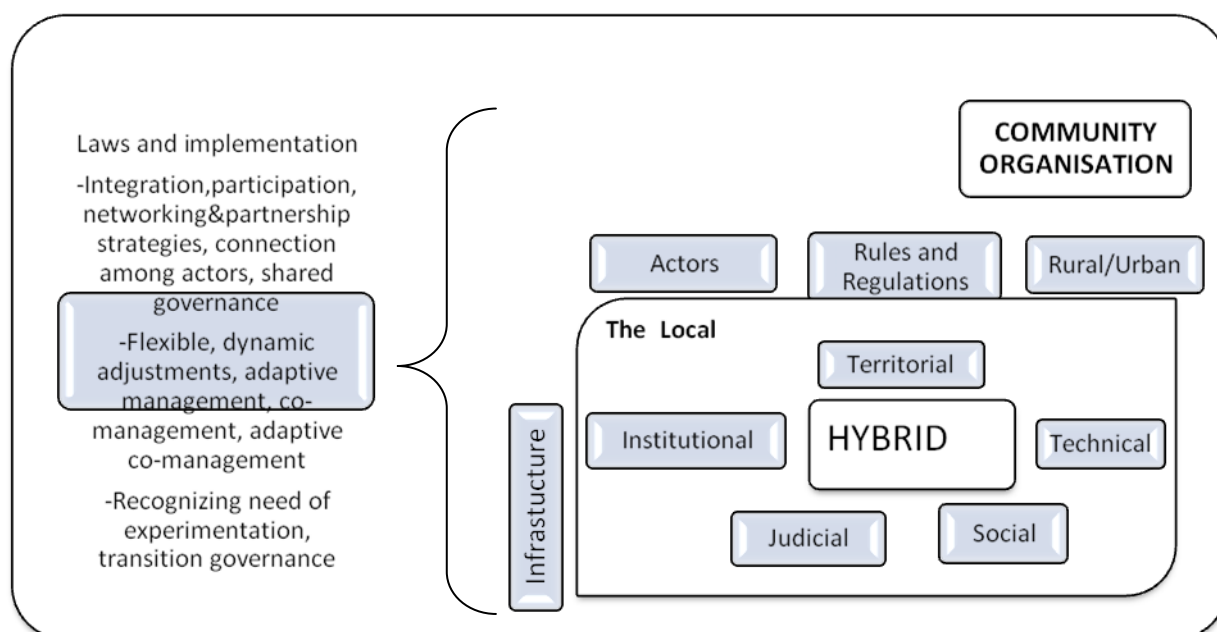 Laws and implementation
-Integration,participation,
networking&partnership
strategies, connection
among actors, shared
governance
-Flexible, dynamic
adjustments, adaptive
management, co-
management, adaptive
co-management
-Recognizing need of
experimentation,
transition governance
COMMUNITY
ORGANISATION
Actors
Rules and
Regulations
Rural/Urban
The Local
Territorial
Institutional
HYBRID
Technical
Judicial
Social
Infrastucture